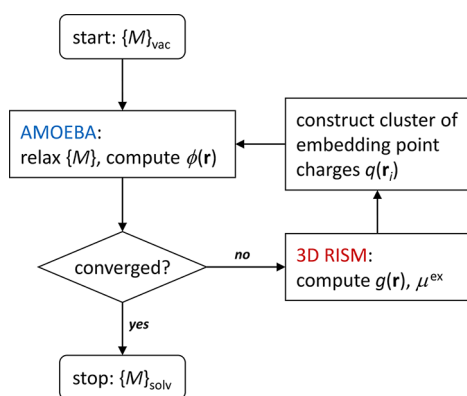 start: {M}vac
AMOEBA:
relax {M}, compute ϕ(r)
construct cluster of
embedding point
charges q(rᵢ)
converged?
no
3D RISM:
compute g(r), μᵉˣ
yes
stop: {M}solv